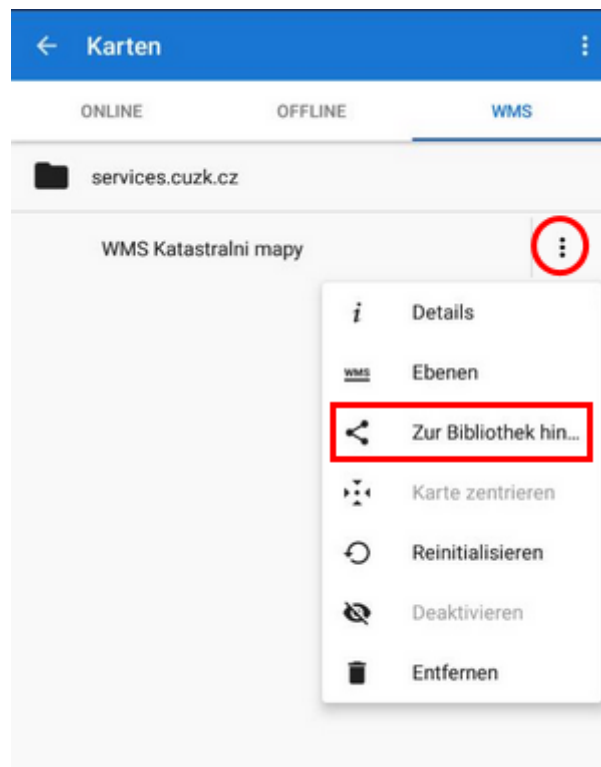 Karten
ONLINE OFFLINE WMS
services.cuzk.cz
WMS Katastralni mapy
i Details
WMS Ebenen
Zur Bibliothek hin...
Karte zentrieren
Reinitialisieren
Deaktivieren
Entfernen